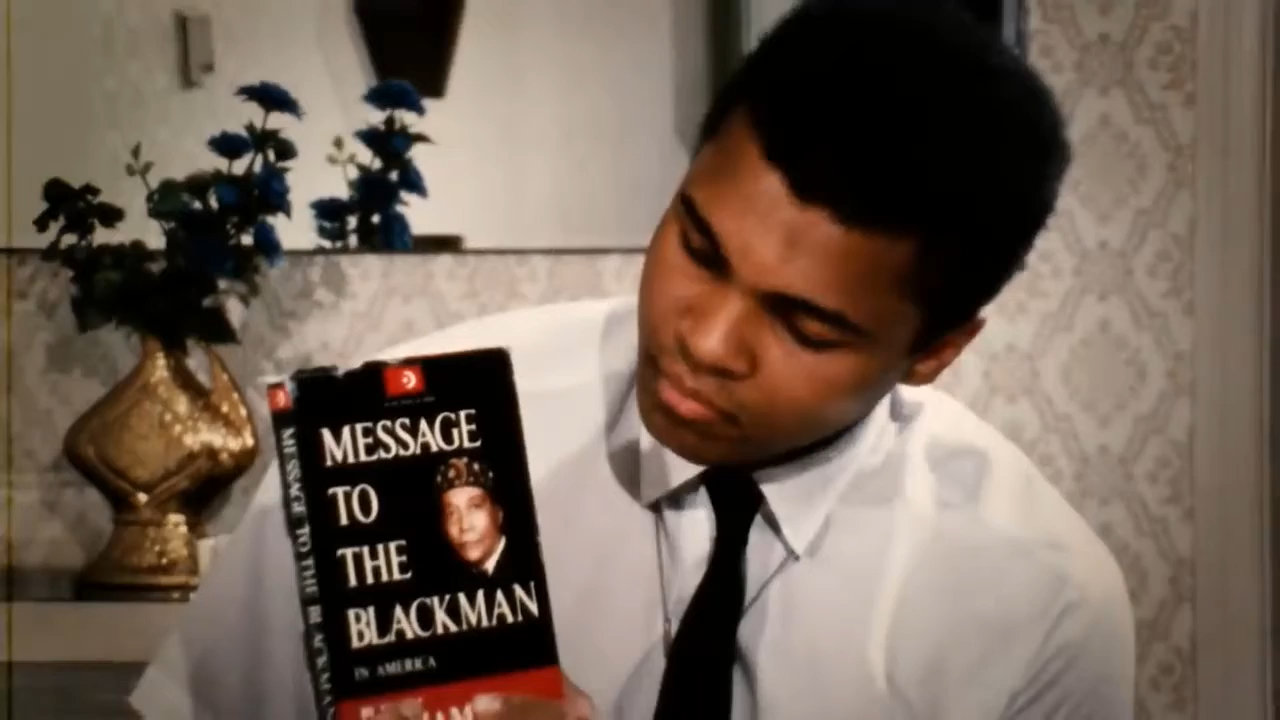 MESSAGE
TO
THE
BLACKMAN
IN AMERICA
MESSAGE TO THE BLACKMAN